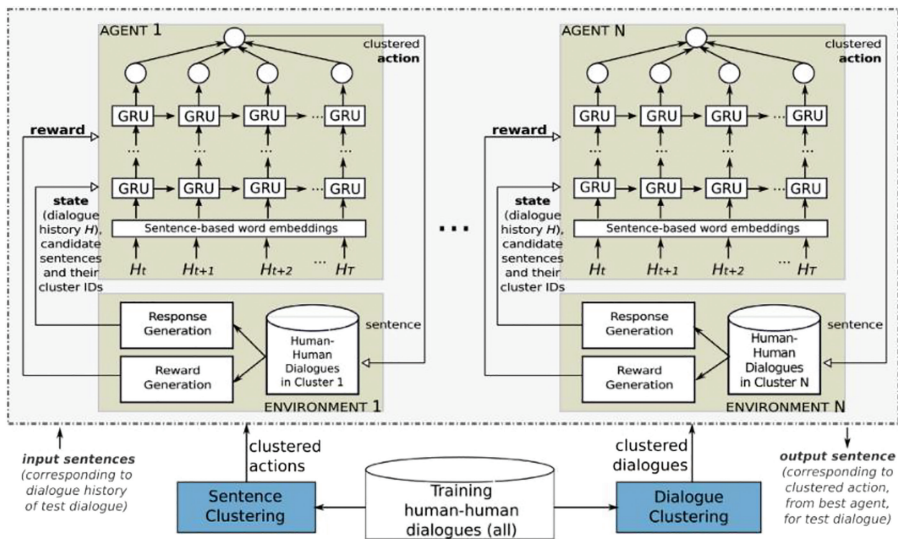 AGENT 1
clustered
action
GRU GRU GRU ... GRU
... ... ... ...
GRU GRU GRU ... GRU
Sentence-based word embeddings
Ht Ht+1 Ht+2 ... HT
reward
state
(dialogue
history H),
candidate
sentences
and their
cluster IDs
Response
Generation
Reward
Generation
Human-
Human
Dialogues
in Cluster 1
sentence
ENVIRONMENT 1
...
AGENT N
clustered
action
GRU GRU GRU ... GRU
... ... ... ...
GRU GRU GRU ... GRU
Sentence-based word embeddings
Ht Ht+1 Ht+2 ... HT
reward
state
(dialogue
history H),
candidate
sentences
and their
cluster IDs
Response
Generation
Reward
Generation
Human-
Human
Dialogues
in Cluster N
sentence
ENVIRONMENT N
input sentences
(corresponding to
dialogue history
of test dialogue)
clustered
actions
Sentence
Clustering
Training
human-human
dialogues (all)
clustered
dialogues
Dialogue
Clustering
output sentence
(corresponding to
clustered action,
from best agent,
for test dialogue)